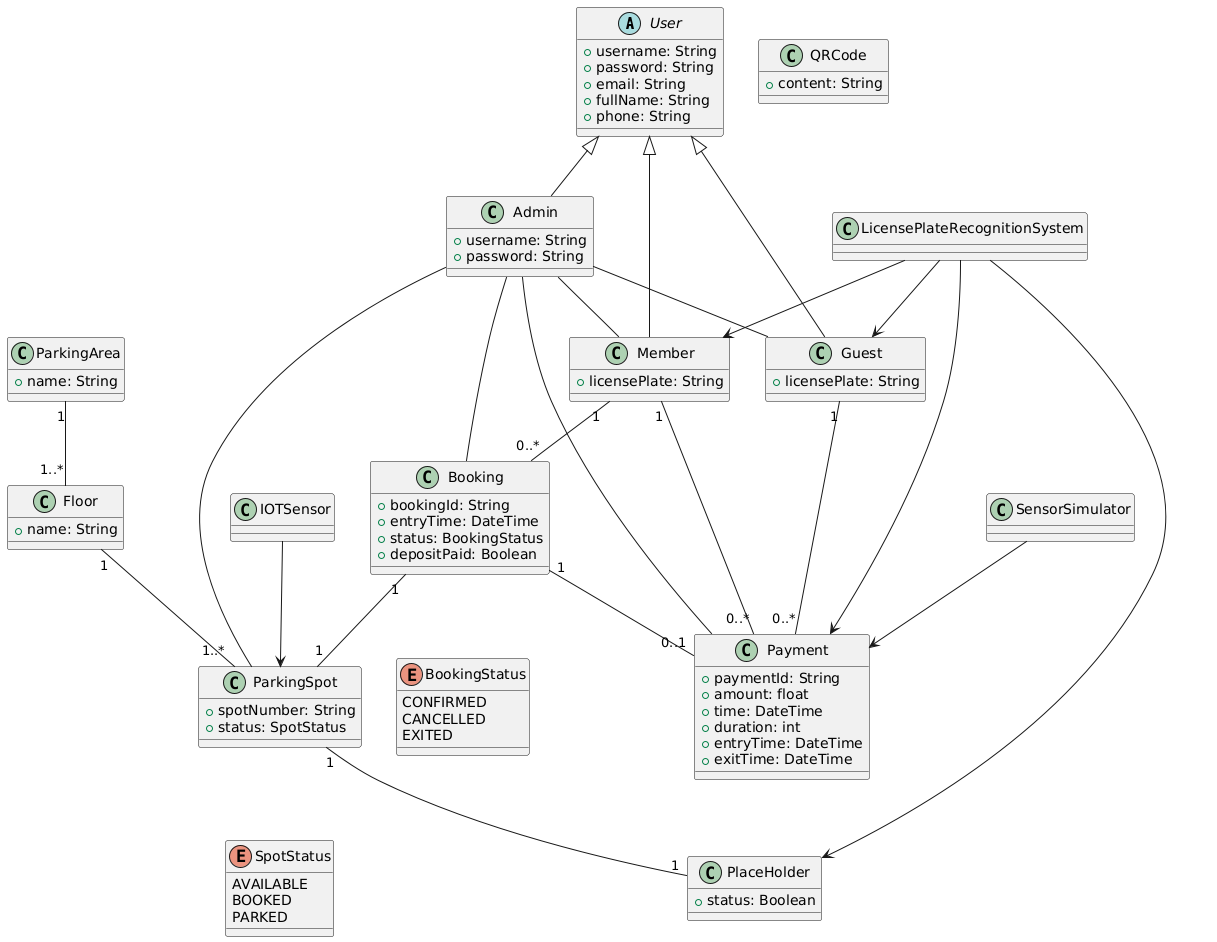 A User
+ username: String
+ password: String
+ email: String
+ fullName: String
+ phone: String
C QRCode
+ content: String
C Admin
+ username: String
+ password: String
C LicensePlateRecognitionSystem
C ParkingArea
+ name: String
C Member
+ licensePlate: String
C Guest
+ licensePlate: String
1
1
1
1
0..*
1..*
C Floor
+ name: String
C IOTSensor
C Booking
+ bookingId: String
+ entryTime: DateTime
+ status: BookingStatus
+ depositPaid: Boolean
C SensorSimulator
1
1
1
0..*
0..*
0..1
1..*
1
C ParkingSpot
+ spotNumber: String
+ status: SpotStatus
E BookingStatus
CONFIRMED
CANCELLED
EXITED
C Payment
+ paymentId: String
+ amount: float
+ time: DateTime
+ duration: int
+ entryTime: DateTime
+ exitTime: DateTime
1
1
E SpotStatus
AVAILABLE
BOOKED
PARKED
C PlaceHolder
+ status: Boolean